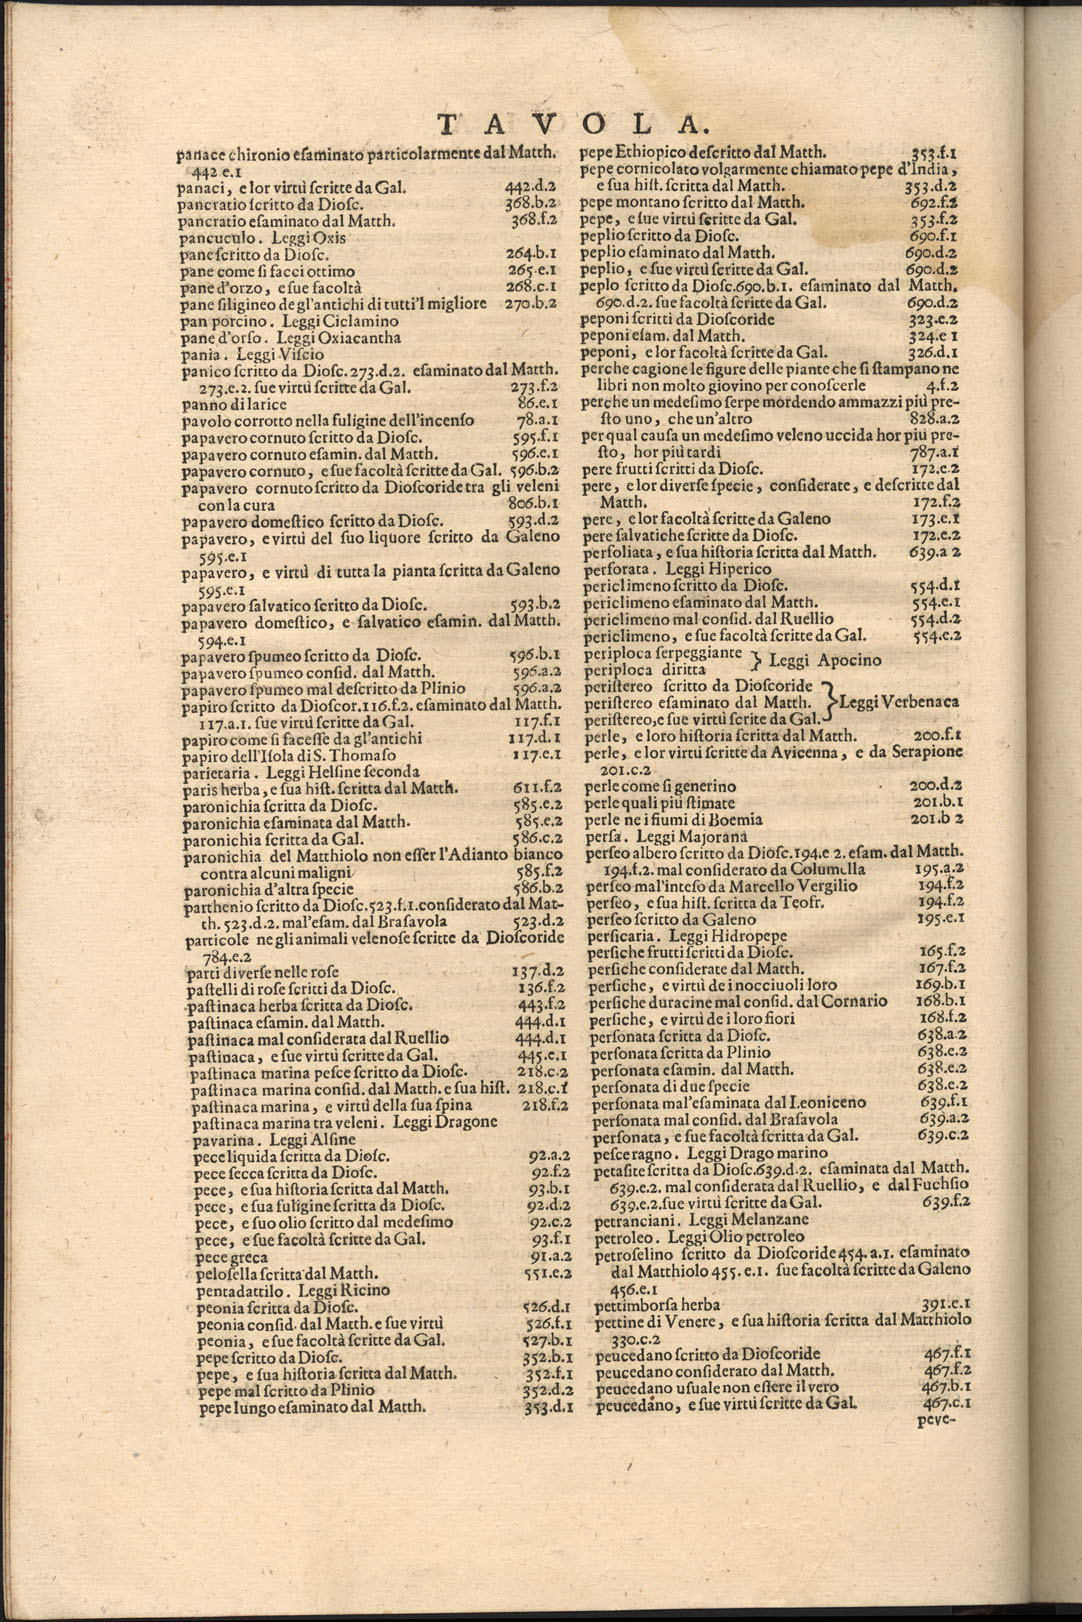 TAVOLA.
panace chironio eſaminato particolarmente dal Matth.
442 e.1
panaci, e lor virtù ſcritte da Gal. 442.d.2
pancratio ſcritto da Dioſc. 368.b.2
pancratio eſaminato dal Matth. 368.f.2
pancuculo. Leggi Oxis
pane ſcritto da Dioſc. 264.b.1
pane come ſi facci ottimo 265.e.1
pane d'orzo, e ſue facoltà 268.c.1
pane ſiligineo de gl'antichi di tutti'l migliore 270.b.2
pan porcino. Leggi Ciclamino
pane d'orſo. Leggi Oxiacantha
pania. Leggi Viſcio
panico ſcritto da Dioſc. 273.d.2. eſaminato dal Matth.
273.e.2. ſue virtù ſcritte da Gal. 273.f.2
panno di larice 86.e.1
pavolo corrotto nella fuligine dell'incenſo 78.a.1
papavero cornuto ſcritto da Dioſc. 595.f.1
papavero cornuto eſamin. dal Matth. 596.e.1
papavero cornuto, e ſue facoltà ſcritte da Gal. 596.b.2
papavero cornuto ſcritto da Dioſcoride tra gli veleni
con la cura 806.b.1
papavero domeſtico ſcritto da Dioſc. 593.d.2
papavero, e virtù del ſuo liquore ſcritto da Galeno
595.e.1
papavero, e virtù di tutta la pianta ſcritta da Galeno
595.e.1
papavero ſalvatico ſcritto da Dioſc. 593.b.2
papavero domeſtico, e ſalvatico eſamin. dal Matth.
594.e.1
papavero ſpumeo ſcritto da Dioſc. 596.b.1
papavero ſpumeo conſid. dal Matth. 596.a.2
papavero ſpumeo mal deſcritto da Plinio 596.a.2
papiro ſcritto da Dioſcor. 116.f.2. eſaminato dal Matth.
117.a.1. ſue virtù ſcritte da Gal. 117.f.1
papiro come ſi faceſſe da gl'antichi 117.d.1
papiro dell'Iſola di S. Thomaſo 117.e.1
parietaria. Leggi Helſine ſeconda
paris herba, e ſua hiſt. ſcritta dal Matth. 611.f.2
paronichia ſcritta da Dioſc. 585.e.2
paronichia eſaminata dal Matth. 585.e.2
paronichia ſcritta da Gal. 586.c.2
paronichia del Matthiolo non eſſer l'Adianto bianco
contra alcuni maligni 585.f.2
paronichia d'altra ſpecie 586.b.2
parthenio ſcritto da Dioſc. 523.f.1. conſiderato dal Mat-
th. 523.d.2. mal'eſam. dal Braſavola 523.d.2
particole ne gli animali velenoſe ſcritte da Dioſcoride
784.e.2
parti diverſe nelle roſe 137.d.2
paſtelli di roſe ſcritti da Dioſc. 136.f.2
paſtinaca herba ſcritta da Dioſc. 443.f.2
paſtinaca eſamin. dal Matth. 444.d.1
paſtinaca mal conſiderata dal Ruellio 444.d.1
paſtinaca, e ſue virtù ſcritte da Gal. 445.e.1
paſtinaca marina peſce ſcritto da Dioſc. 218.c.2
paſtinaca marina conſid. dal Matth. e ſua hiſt. 218.c.1
paſtinaca marina, e virtù della ſua ſpina 218.f.2
paſtinaca marina tra veleni. Leggi Dragone
pavarina. Leggi Alſine
pece liquida ſcritta da Dioſc. 92.a.2
pece ſecca ſcritta da Dioſc. 92.f.2
pece, e ſua hiſtoria ſcritta dal Matth. 93.b.1
pece, e ſua fuligine ſcritta da Dioſc. 92.d.2
pece, e ſuo olio ſcritto dal medeſimo 92.c.2
pece, e ſue facoltà ſcritte da Gal. 93.f.1
pece greca 91.a.2
peloſella ſcritta dal Matth. 551.e.2
pentadattilo. Leggi Ricino
peonia ſcritta da Dioſc. 526.d.1
peonia conſid. dal Matth. e ſue virtù 526.f.1
peonia, e ſue facoltà ſcritte da Gal. 527.b.1
pepe ſcritto da Dioſc. 352.b.1
pepe, e ſua hiſtoria ſcritta dal Matth. 352.f.1
pepe mal ſcritto da Plinio 352.d.2
pepe lungo eſaminato dal Matth. 353.d.1
pepe Ethiopico deſcritto dal Matth. 353.f.1
pepe cornicolato volgarmente chiamato pepe d'India,
e ſua hiſt. ſcritta dal Matth. 353.d.2
pepe montano ſcritto dal Matth. 692.f.2
pepe, e ſue virtù ſcritte da Gal. 353.f.2
peplio ſcritto da Dioſc. 690.f.1
peplio eſaminato dal Matth. 690.d.2
peplio, e ſue virtù ſcritte da Gal. 690.d.2
peplo ſcritto da Dioſc. 690.b.1. eſaminato dal Matth.
690.d.2. ſue facoltà ſcritte da Gal. 690.d.2
peponi ſcritti da Dioſcoride 323.e.2
peponi eſam. dal Matth. 324.e 1
peponi, e lor facoltà ſcritte da Gal. 326.d.1
perche cagione le figure delle piante che ſi ſtampano ne
libri non molto giovino per conoſcerle 4.f.2
perche un medeſimo ſerpe mordendo ammazzi più pre-
ſto uno, che un'altro 828.a.2
per qual cauſa un medeſimo veleno uccida hor più pre-
ſto, hor più tardi 787.a.1
pere frutti ſcritti da Dioſc. 172.e.2
pere, e lor diverſe ſpecie, conſiderate, e deſcritte dal
Matth. 172.f.2
pere, e lor facoltà ſcritte da Galeno 173.e.1
pere ſalvatiche ſcritte da Dioſc. 172.e.2
perfoliata, e ſua hiſtoria ſcritta dal Matth. 639.a 2
perforata. Leggi Hiperico
periclimeno ſcritto da Dioſc. 554.d.1
periclimeno eſaminato dal Matth. 554.e.1
periclimeno mal conſid. dal Ruellio 554.d.2
periclimeno, e ſue facoltà ſcritte da Gal. 554.e.2
periploca ſerpeggiante
periploca diritta } Leggi Apocino
periſtereo ſcritto da Dioſcoride
periſtereo eſaminato dal Matth. } Leggi Verbenaca
periſtereo, e ſue virtù ſcrite da Gal.
perle, e loro hiſtoria ſcritta dal Matth. 200.f.1
perle, e lor virtù ſcritte da Avicenna, e da Serapione
201.c.2
perle come ſi generino 200.d.2
perle quali più ſtimate 201.b.1
perle ne i fiumi di Boemia 201.b 2
perſa. Leggi Majorana
perſeo albero ſcritto da Dioſc. 194.e 2. eſam. dal Matth.
194.f.2. mal conſiderato da Columella 195.a.2
perſeo mal'inteſo da Marcello Vergilio 194.f.2
perſeo, e ſua hiſt. ſcritta da Teofr. 194.f.2
perſeo ſcritto da Galeno 195.e.1
perſicaria. Leggi Hidropepe
perſiche frutti ſcritti da Dioſc. 165.f.2
perſiche conſiderate dal Matth. 167.f.2
perſiche, e virtù de i nocciuoli loro 169.b.1
perſiche duracine mal conſid. dal Cornario 168.b.1
perſiche, e virtù de i loro fiori 168.f.2
perſonata ſcritta da Dioſc. 638.a.2
perſonata ſcritta da Plinio 638.e.2
perſonata eſamin. dal Matth. 638.e.2
perſonata di due ſpecie 638.e.2
perſonata mal'eſaminata dal Leoniceno 639.f.1
perſonata mal conſid. dal Braſavola 639.a.2
perſonata, e ſue facoltà ſcritta da Gal. 639.c.2
peſce ragno. Leggi Drago marino
petaſite ſcritta da Dioſc. 639.d.2. eſaminata dal Matth.
639.e.2. mal conſiderata dal Ruellio, e dal Fuchſio
639.e.2. ſue virtù ſcritte da Gal. 639.f.2
petranciani. Leggi Melanzane
petroleo. Leggi Olio petroleo
petroſelino ſcritto da Dioſcoride 454.a.1. eſaminato
dal Matthiolo 455.e.1. ſue facoltà ſcritte da Galeno
456.e.1
pettimborſa herba 391.e.1
pettine di Venere, e ſua hiſtoria ſcritta dal Matthiolo
330.c.2
peucedano ſcritto da Dioſcoride 467.f.1
peucedano conſiderato dal Matth. 467.f.2
peucedano uſuale non eſſere il vero 467.b.1
peucedano, e ſue virtù ſcritte da Gal. 467.c.1
peve-